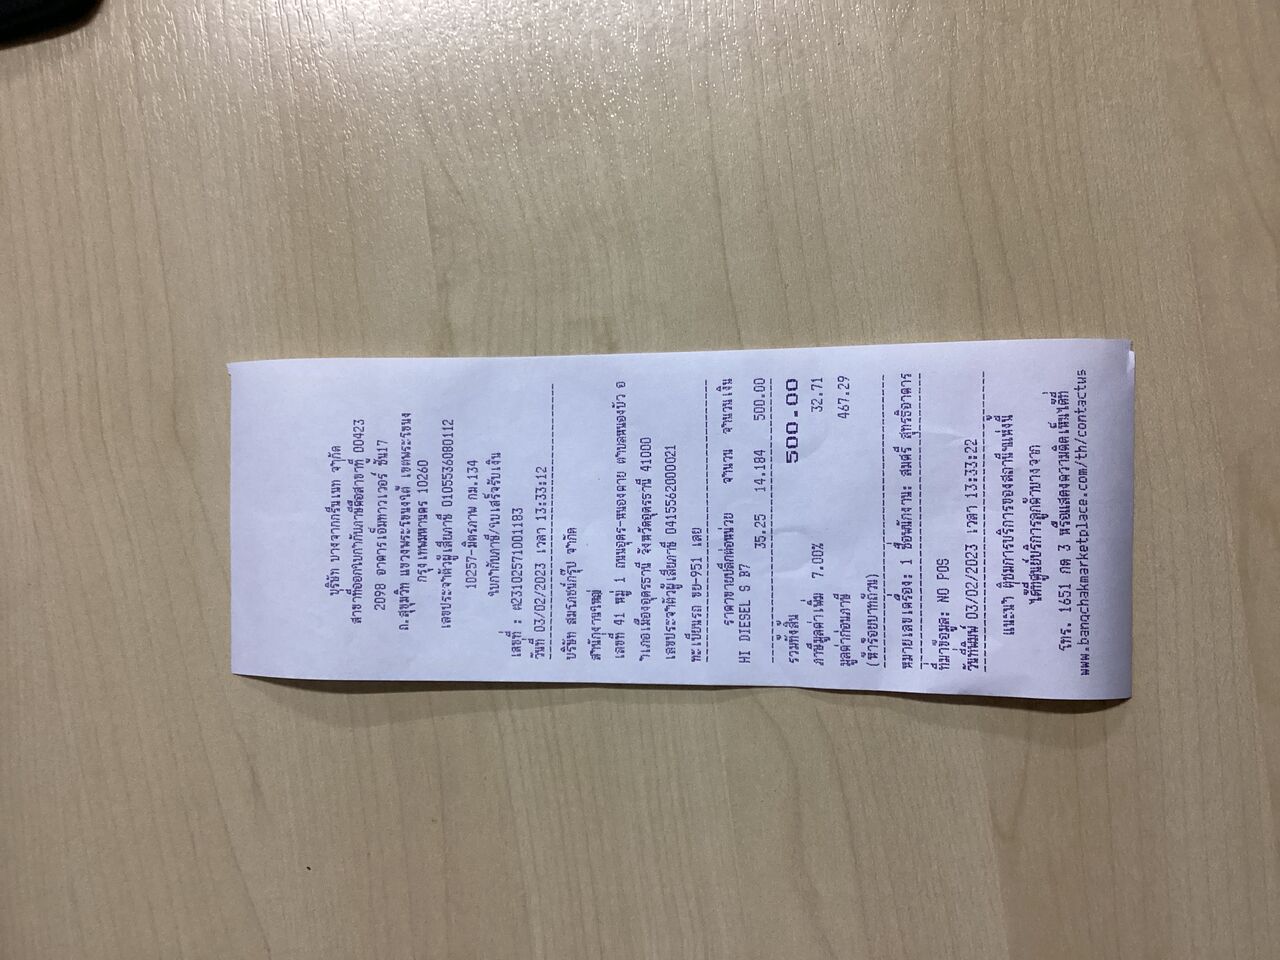 บริษัท บางจากกรีนเนท จำกัด
สาขาที่ออกใบกำกับภาษีคือสาขาที่ 00423
2098 อาคารเอ็มทาวเวอร์ ชั้น17
ถ.สุขุมวิท แขวงพระโขนงใต้ เขตพระโขนง
กรุงเทพมหานคร 10260
เลขประจำตัวผู้เสียภาษี 0105536080112
10257-มิตรภาพ กม.134
ใบกำกับภาษี/ใบเสร็จรับเงิน
เลขที่ : #23102571001183
วันที่ 03/02/2023 เวลา 13:33:12
บริษัท สมรภชน์กรุ๊ป จำกัด
สำนักงานใหญ่
เลขที่ 41 หมู่ 1 ถนนอุดร-หนองคาย ตำบลหนองบัว อ
ำเภอเมืองอุดรธานี จังหวัดอุดรธานี 41000
เลขประจำตัวผู้เสียภาษี 0415562000021
ทะเบียนรถ ขย-951 เลย
ราคาขายปลีกต่อหน่วย จำนวน จำนวนเงิน
HI DIESEL S B7 35.25 14.184 500.00
รวมทั้งสิ้น 500.00
ภาษีมูลค่าเพิ่ม 7.00% 32.71
มูลค่าก่อนภาษี 467.29
(ห้าร้อยบาทถ้วน)
หมายเลขเครื่อง: 1 ชื่อพนักงาน: สมศรี สุทธิอาคาร
ที่มาข้อมูล: NO POS
วันที่พิมพ์ 03/02/2023 เวลา 13:33:22
แนะนำ ติชมการบริการของสถานีฯแห่งนี้
ได้ที่ศูนย์บริการลูกค้าบางจาก
โทร. 1651 กด 3 หรือแสดงความคิดเห็นได้ที่
www.bangchakmarketplace.com/th/contactus